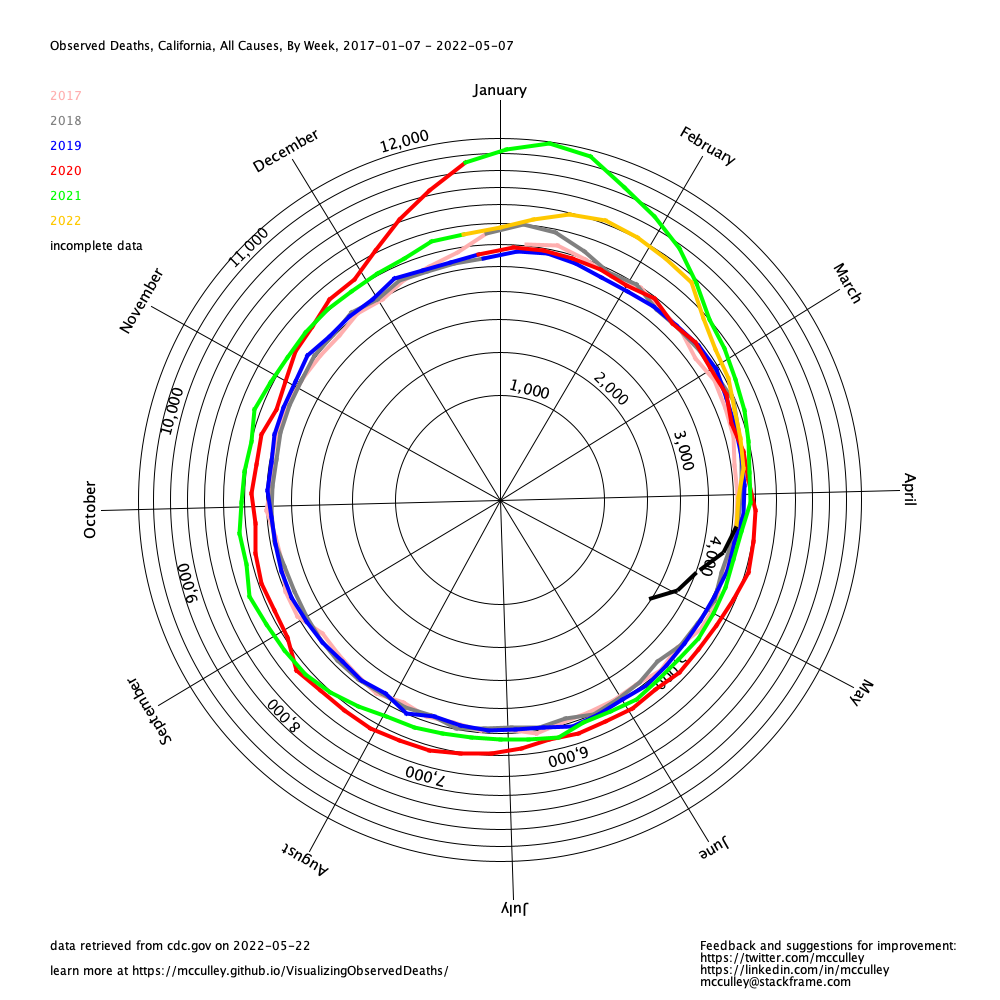 Observed Deaths, California, All Causes, By Week, 2017-01-07 - 2022-05-07
January
2017
2018
2019
2020
2021
2022
incomplete data
December
12,000
February
11,000
November
March
1,000
2,000
10,000
3,000
October
April
4,000
9,000
September
May
8,000
6,000
7,000
August
June
July
data retrieved from cdc.gov on 2022-05-22
learn more at https://mcculley.github.io/VisualizingObservedDeaths/
Feedback and suggestions for improvement:
https://twitter.com/mcculley
https://linkedin.com/in/mcculley
mcculley@stackframe.com